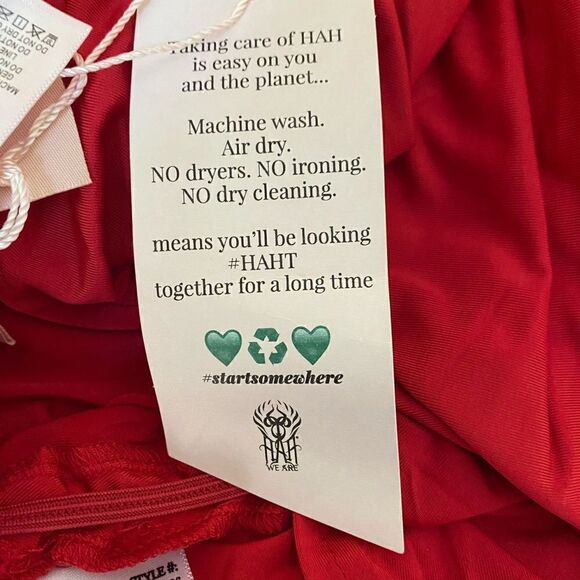 Taking care of HAH
is easy on you
and the planet...
Machine wash.
Air dry.
NO dryers. NO ironing.
NO dry cleaning.
means you'll be looking
#HAHT
together for a long time
#startsomewhere
HAH
WE ARE
STYLE #: